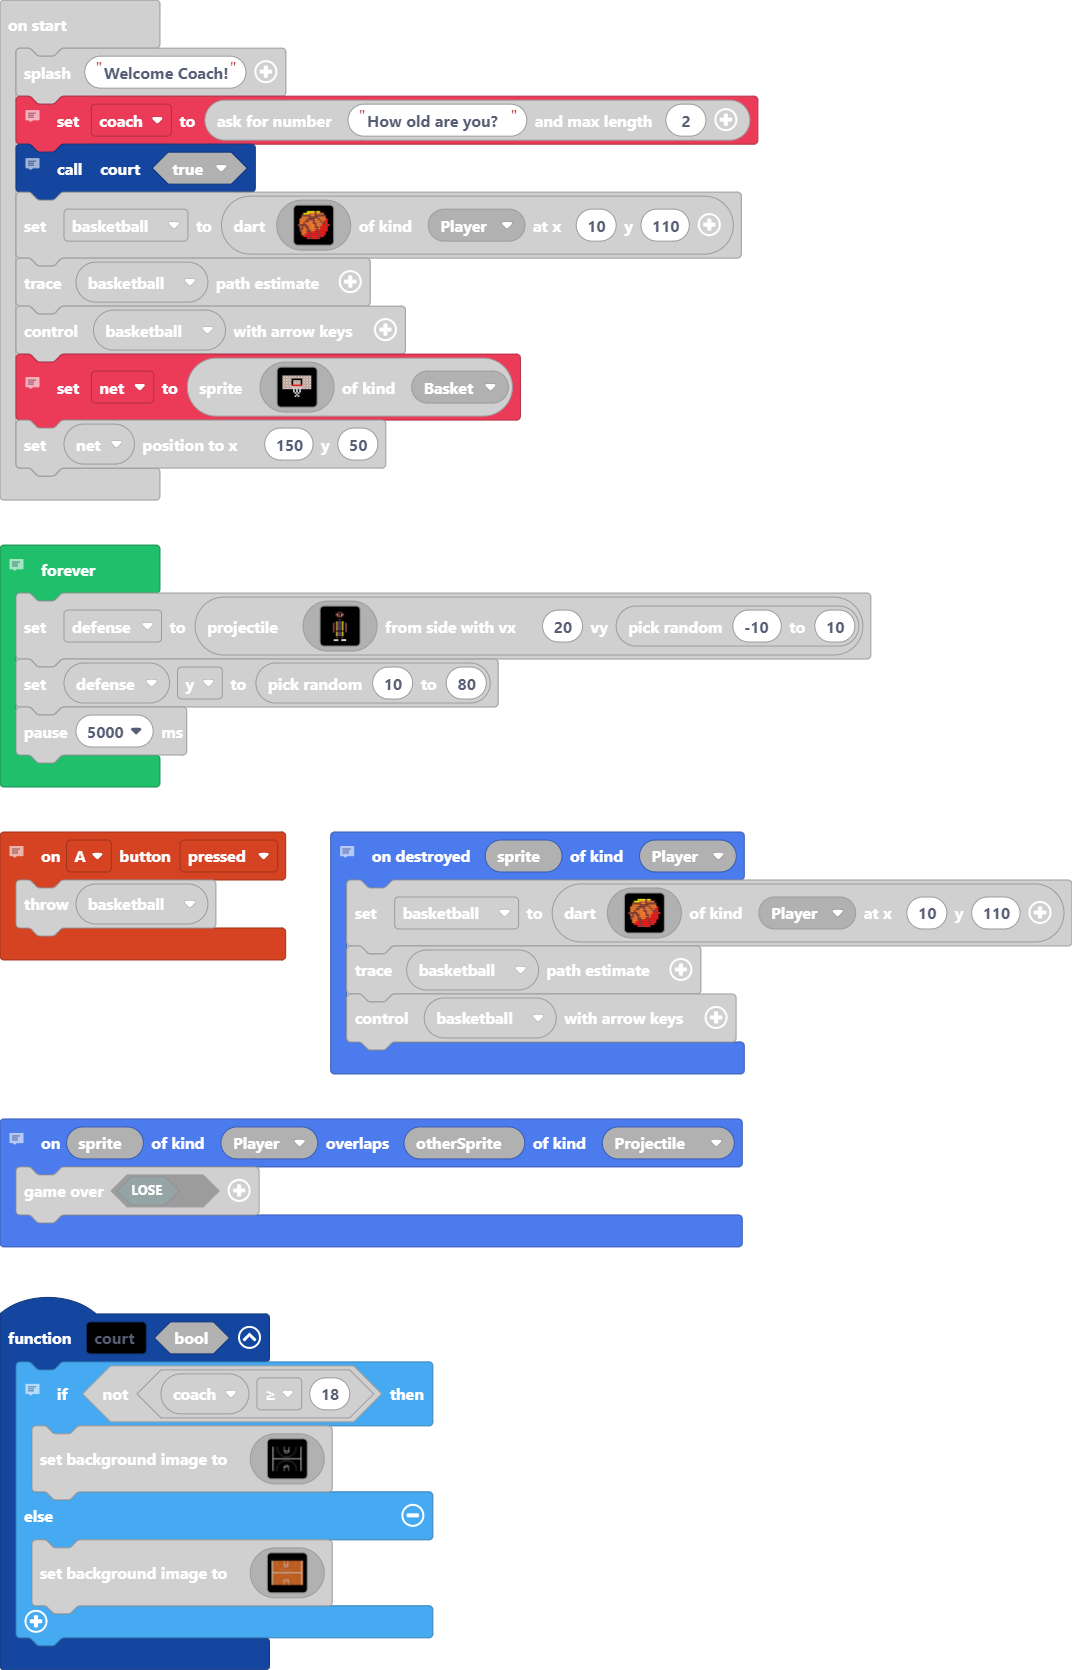 on start
splash "Welcome Coach!"
set coach to ask for number "How old are you? " and max length 2
call court true
set basketball to dart of kind Player at x 10 y 110
trace basketball path estimate
control basketball with arrow keys
set net to sprite of kind Basket
set net position to x 150 y 50
forever
set defense to projectile from side with vx 20 vy pick random -10 to 10
set defense y to pick random 10 to 80
pause 5000 ms
on A button pressed
throw basketball
on destroyed sprite of kind Player
set basketball to dart of kind Player at x 10 y 110
trace basketball path estimate
control basketball with arrow keys
on sprite of kind Player overlaps otherSprite of kind Projectile
game over LOSE
function court bool
if not coach ≥ 18 then
set background image to
else
set background image to